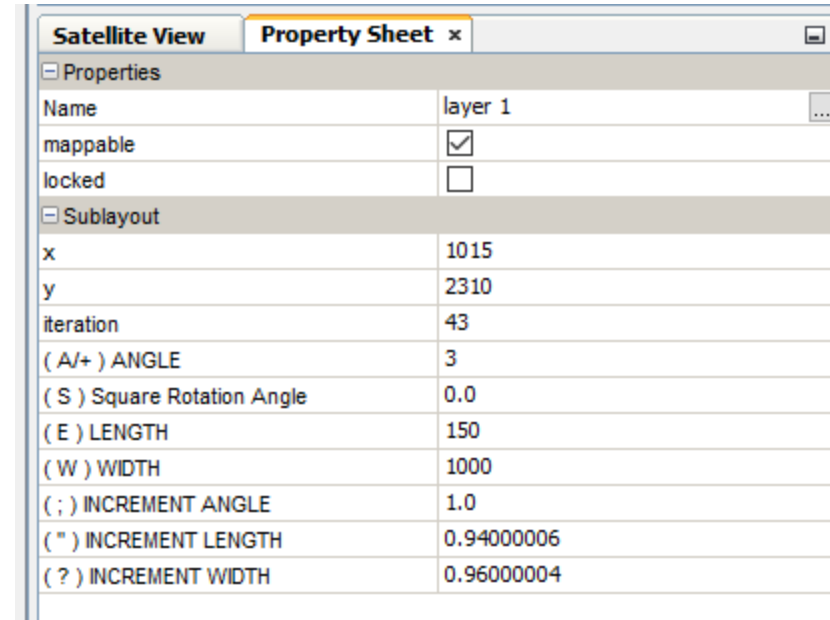 Satellite View Property Sheet ×
Properties
Name layer 1 ...
mappable
locked
Sublayout
x 1015
y 2310
iteration 43
( A/+ ) ANGLE 3
( S ) Square Rotation Angle 0.0
( E ) LENGTH 150
( W ) WIDTH 1000
( ; ) INCREMENT ANGLE 1.0
( " ) INCREMENT LENGTH 0.94000006
( ? ) INCREMENT WIDTH 0.96000004